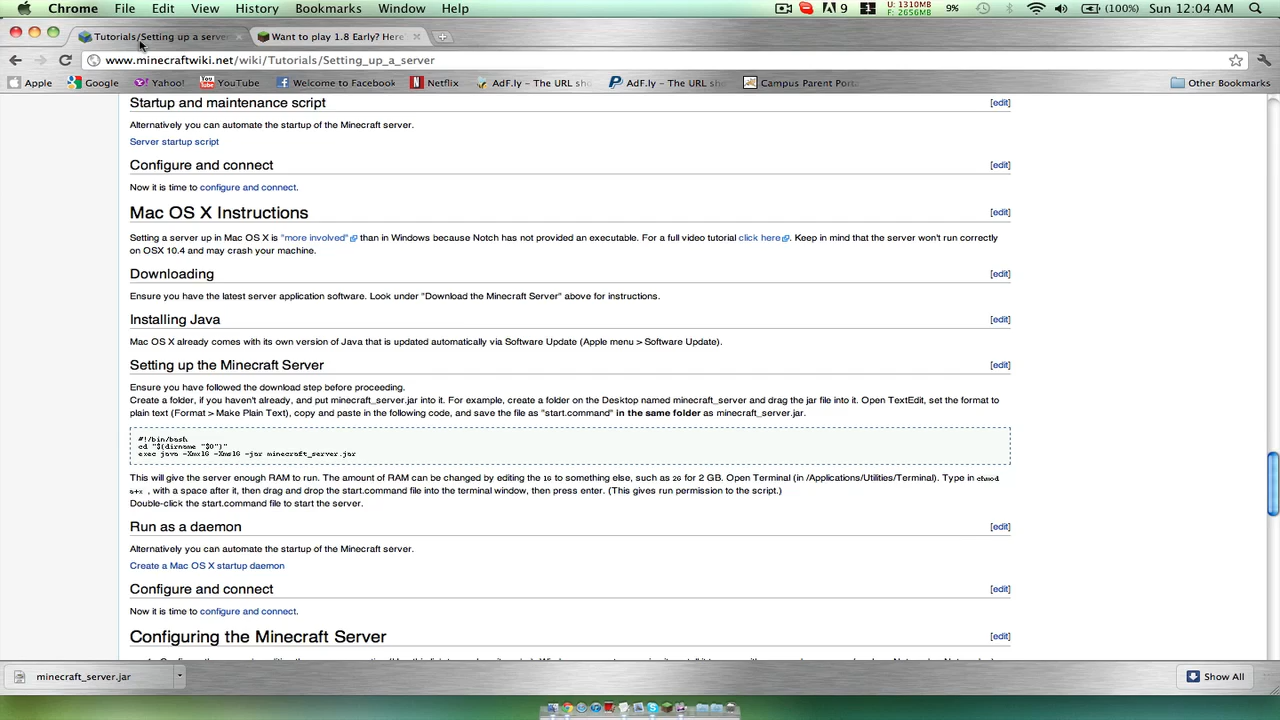 Chrome File Edit View History Bookmarks Window Help 9 1 U: 1310MB F: 2656MB 9% (100%) Sun 12:04 AM
Tutorials/Setting up a serve Want to play 1.8 Early? Here'
www.minecraftwiki.net/wiki/Tutorials/Setting_up_a_server
Apple Google Yahoo! YouTube Welcome to Facebook Netflix AdF.ly - The URL sh AdF.ly - The URL sh Campus Parent Port Other Bookmarks
Startup and maintenance script [edit]
Alternatively you can automate the startup of the Minecraft server.
Server startup script
Configure and connect [edit]
Now it is time to configure and connect.
Mac OS X Instructions [edit]
Setting a server up in Mac OS X is "more involved" than in Windows because Notch has not provided an executable. For a full video tutorial click here. Keep in mind that the server won't run correctly
on OSX 10.4 and may crash your machine.
Downloading [edit]
Ensure you have the latest server application software. Look under "Download the Minecraft Server" above for instructions.
Installing Java [edit]
Mac OS X already comes with its own version of Java that is updated automatically via Software Update (Apple menu > Software Update).
Setting up the Minecraft Server [edit]
Ensure you have followed the download step before proceeding.
Create a folder, if you haven't already, and put minecraft_server.jar into it. For example, create a folder on the Desktop named minecraft_server and drag the jar file into it. Open TextEdit, set the format to
plain text (Format > Make Plain Text), copy and paste in the following code, and save the file as "start.command" in the same folder as minecraft_server.jar.
#!/bin/bash
cd "$(dirname "$0")"
exec java -Xmx1G -Xms1G -jar minecraft_server.jar
This will give the server enough RAM to run. The amount of RAM can be changed by editing the 1G to something else, such as 2G for 2 GB. Open Terminal (in /Applications/Utilities/Terminal). Type in chmod
a+x , with a space after it, then drag and drop the start.command file into the terminal window, then press enter. (This gives run permission to the script.)
Double-click the start.command file to start the server.
Run as a daemon [edit]
Alternatively you can automate the startup of the Minecraft server.
Create a Mac OS X startup daemon
Configure and connect [edit]
Now it is time to configure and connect.
Configuring the Minecraft Server [edit]
minecraft_server.jar Show All